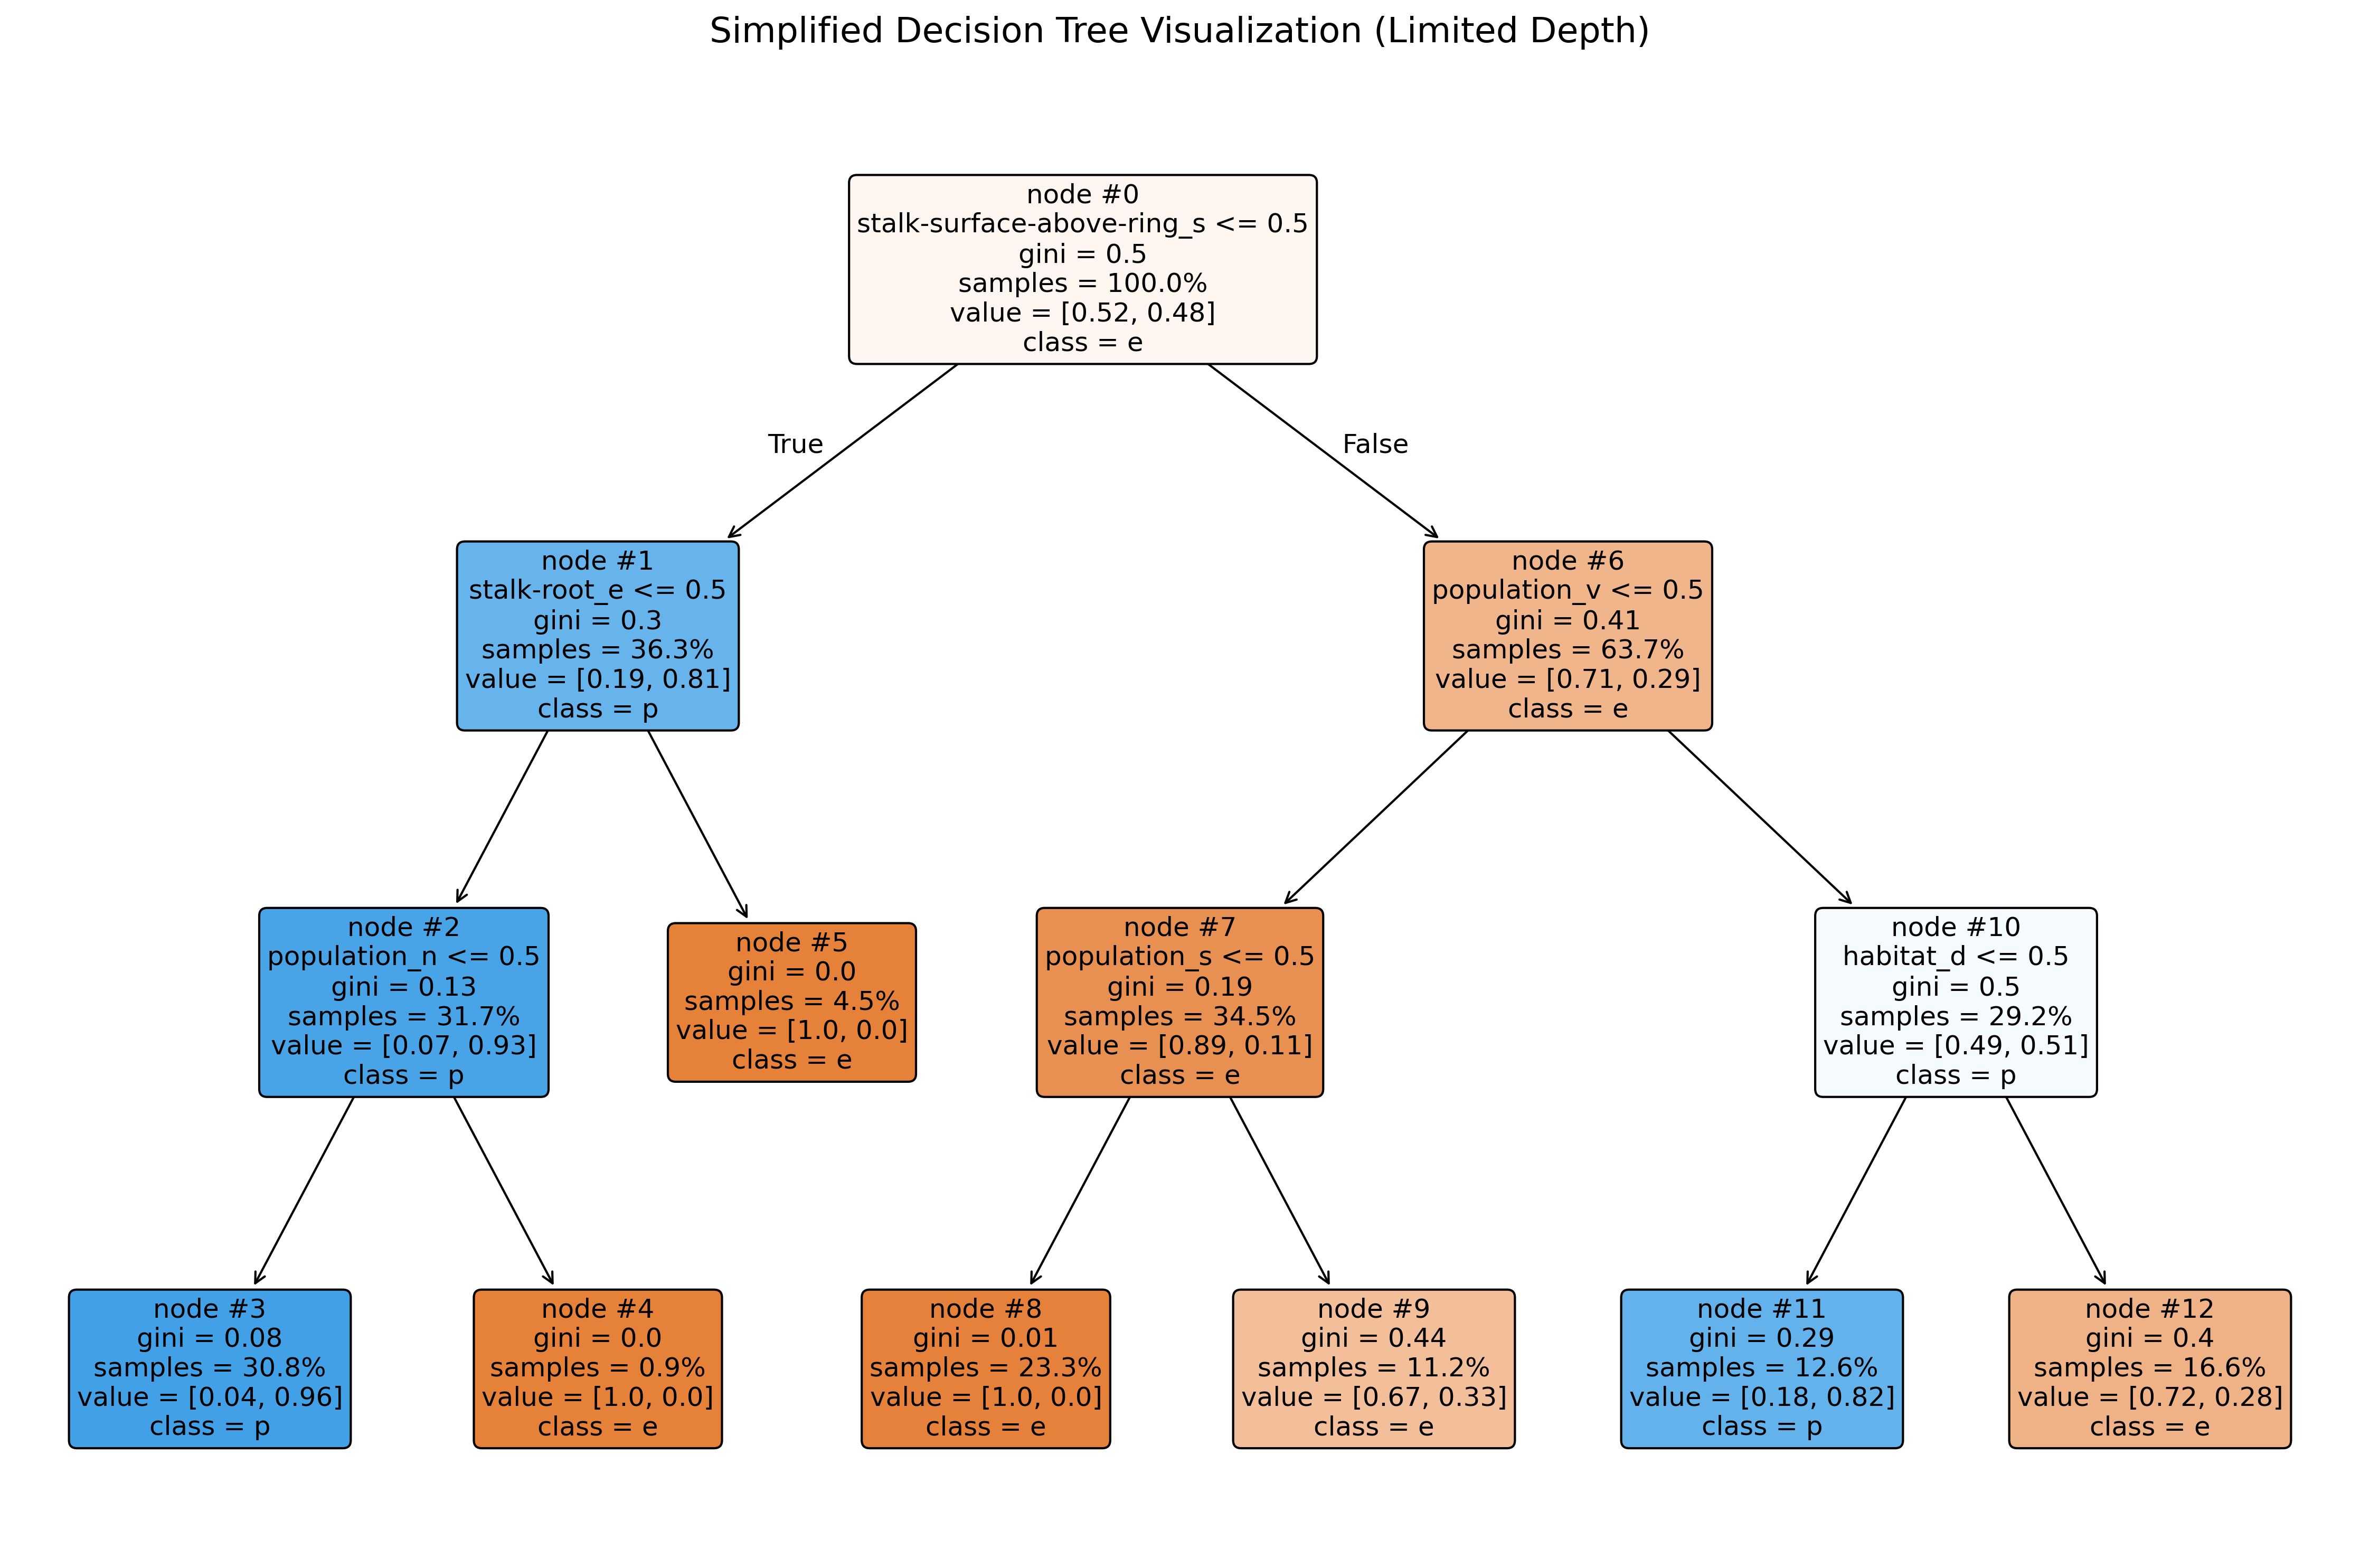 Simplified Decision Tree Visualization (Limited Depth)
node #0
stalk-surface-above-ring_s <= 0.5
gini = 0.5
samples = 100.0%
value = [0.52, 0.48]
class = e
True
False
node #1
stalk-root_e <= 0.5
gini = 0.3
samples = 36.3%
value = [0.19, 0.81]
class = p
node #6
population_v <= 0.5
gini = 0.41
samples = 63.7%
value = [0.71, 0.29]
class = e
node #2
population_n <= 0.5
gini = 0.13
samples = 31.7%
value = [0.07, 0.93]
class = p
node #5
gini = 0.0
samples = 4.5%
value = [1.0, 0.0]
class = e
node #7
population_s <= 0.5
gini = 0.19
samples = 34.5%
value = [0.89, 0.11]
class = e
node #10
habitat_d <= 0.5
gini = 0.5
samples = 29.2%
value = [0.49, 0.51]
class = p
node #3
gini = 0.08
samples = 30.8%
value = [0.04, 0.96]
class = p
node #4
gini = 0.0
samples = 0.9%
value = [1.0, 0.0]
class = e
node #8
gini = 0.01
samples = 23.3%
value = [1.0, 0.0]
class = e
node #9
gini = 0.44
samples = 11.2%
value = [0.67, 0.33]
class = e
node #11
gini = 0.29
samples = 12.6%
value = [0.18, 0.82]
class = p
node #12
gini = 0.4
samples = 16.6%
value = [0.72, 0.28]
class = e